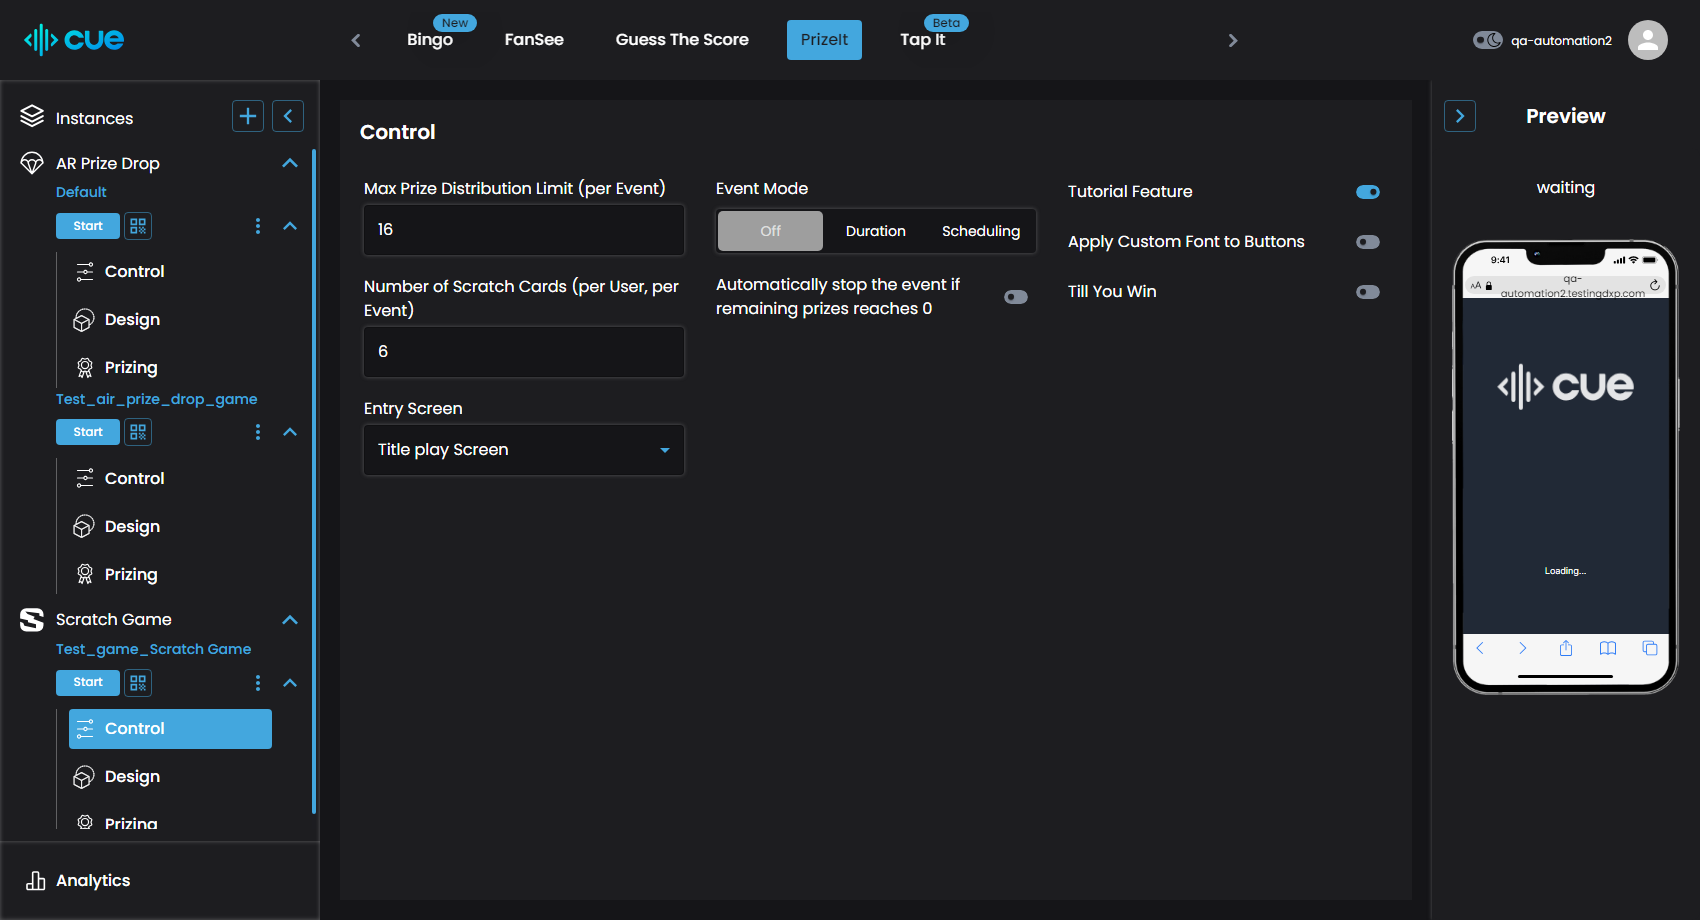 cue
New
Bingo
FanSee
Guess The Score
PrizeIt
Beta
Tap It
qa-automation2
Instances
AR Prize Drop
Default
Start
Control
Design
Prizing
Test_air_prize_drop_game
Start
Control
Design
Prizing
Scratch Game
Test_game_Scratch Game
Start
Control
Design
Prizing
Analytics
Control
Max Prize Distribution Limit (per Event)
16
Number of Scratch Cards (per User, per
Event)
6
Entry Screen
Title play Screen
Event Mode
Off
Duration
Scheduling
Automatically stop the event if
remaining prizes reaches 0
Tutorial Feature
Apply Custom Font to Buttons
Till You Win
Preview
waiting
9:41
AA
qa-
automation2.testingdxp.com
cue
Loading...